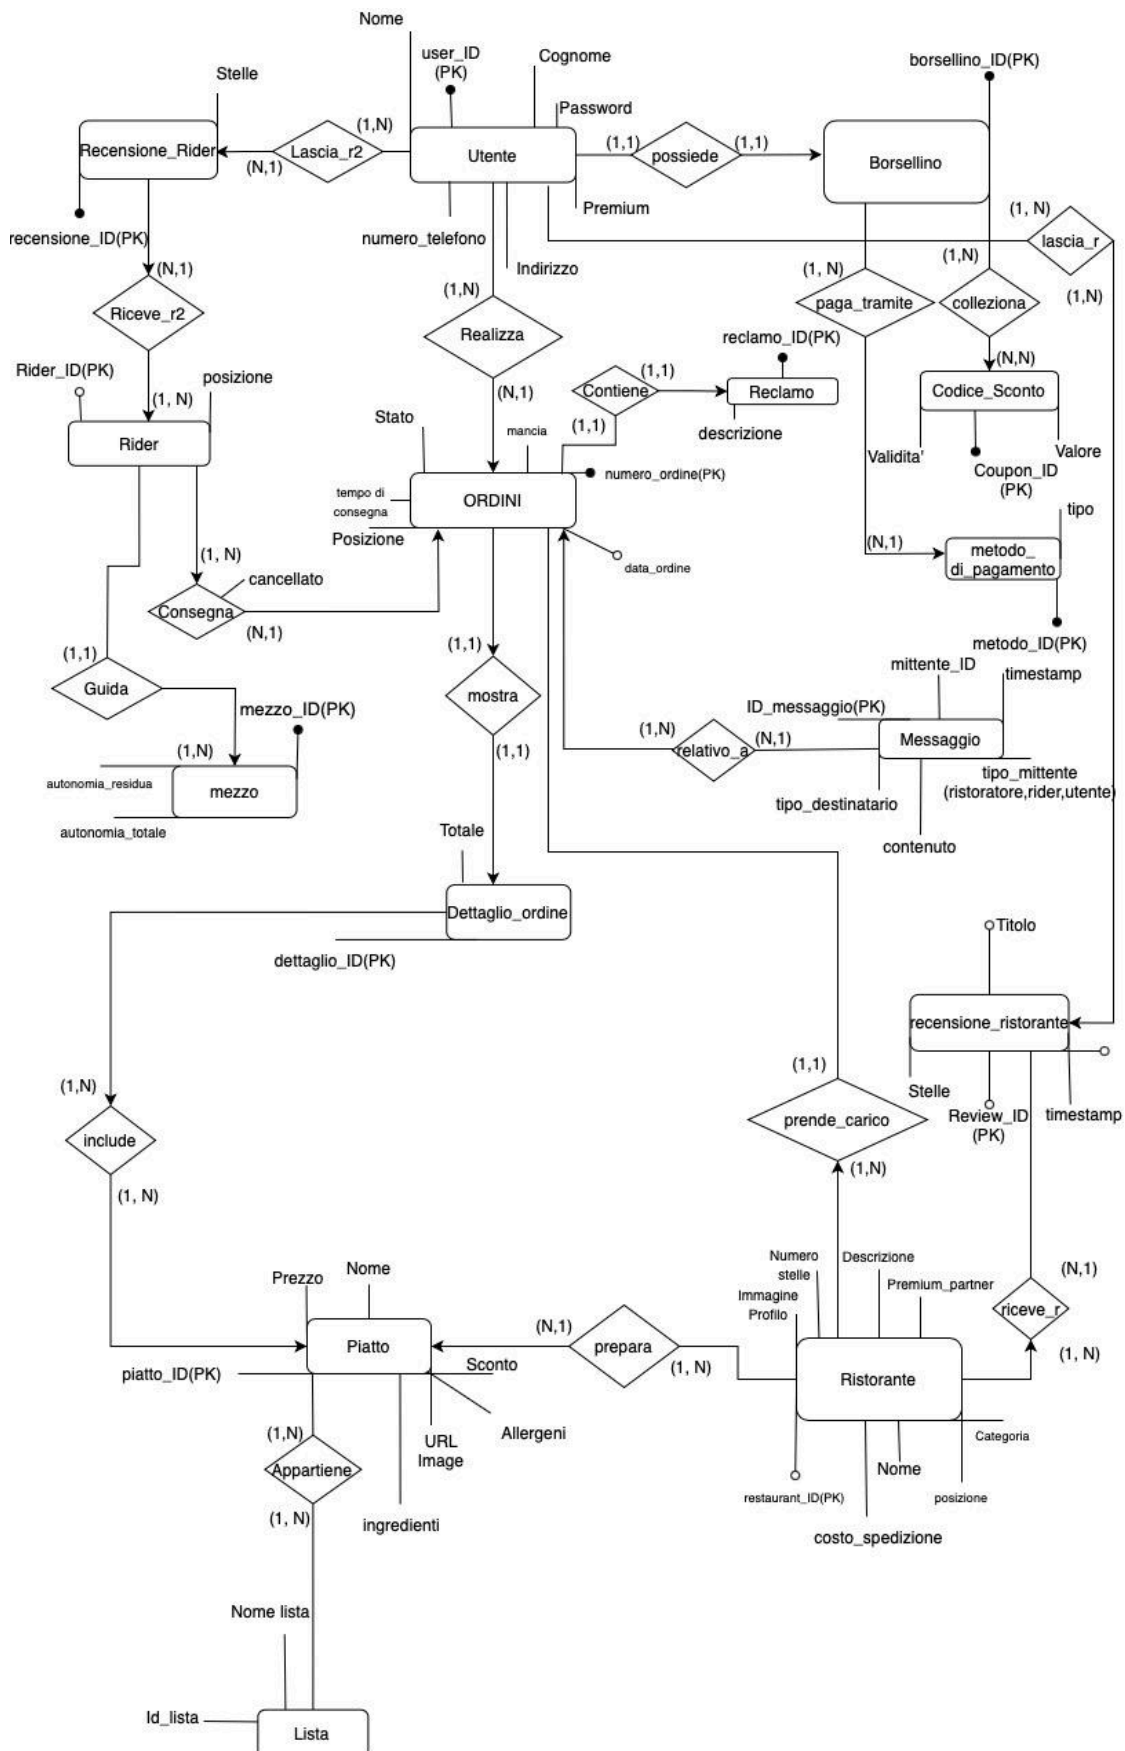 Nome
user_ID
(PK)
Cognome
borsellino_ID(PK)
Stelle
Password
(1,N)
(1,1)
(1,1)
Recensione_Rider
Lascia_r2
Utente
possiede
Borsellino
(N,1)
Premium
(1, N)
recensione_ID(PK)
numero_telefono
lascia_r
Indirizzo
(N,1)
(1, N)
(1,N)
(1,N)
(1,N)
Riceve_r2
paga_tramite
colleziona
Realizza
reclamo_ID(PK)
(N,N)
Rider_ID(PK)
posizione
(1,1)
(N,1)
Contiene
Reclamo
Codice_Sconto
(1, N)
Stato
mancia
(1,1)
descrizione
Rider
Validita'
Valore
Coupon_ID
(PK)
numero_ordine(PK)
ORDINI
tempo di
consegna
tipo
Posizione
(N,1)
metodo_
di_pagamento
(1, N)
data_ordine
cancellato
Consegna
(N,1)
metodo_ID(PK)
(1,1)
(1,1)
mittente_ID
timestamp
Guida
mostra
ID_messaggio(PK)
mezzo_ID(PK)
(1,N)
(N,1)
Messaggio
(1,N)
(1,1)
relativo_a
autonomia_residua
mezzo
tipo_mittente
(ristoratore,rider,utente)
tipo_destinatario
autonomia_totale
Totale
contenuto
Dettaglio_ordine
Titolo
dettaglio_ID(PK)
recensione_ristorante
(1,1)
(1,N)
Stelle
Review_ID
(PK)
timestamp
include
prende_carico
(1, N)
(1,N)
Numero
stelle
Descrizione
Prezzo
Nome
Premium_partner
(N,1)
Immagine
Profilo
riceve_r
(N,1)
Piatto
prepara
Sconto
(1, N)
(1, N)
piatto_ID(PK)
Ristorante
(1,N)
URL
Image
Allergeni
Categoria
Appartiene
Nome
(1, N)
restaurant_ID(PK)
posizione
ingredienti
costo_spedizione
Nome lista
Id_lista
Lista